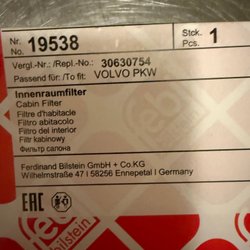 Nr. No. 19538 Stck. Pcs. 1
Vergl.-Nr.: /Repl.-No.: 30630754
Passend für: /To fit: VOLVO PKW
Innenraumfilter
Cabin Filter
Filtre d'habitacle
Filtro abitacolo
Filtro del interior
Filtr kabinowy
Фильтр салона
Ferdinand Bilstein GmbH + Co.KG
Wilhelmstraße 47 I 58256 Ennepetal I Germany
EAC
febi
bilstein